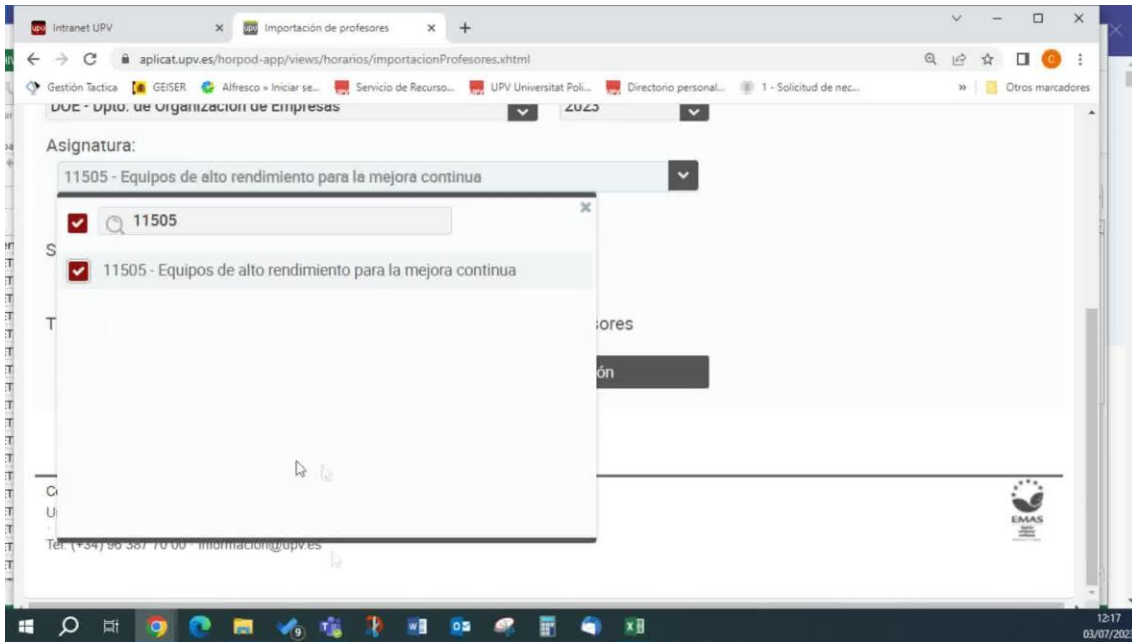 Intranet UPV
Importación de profesores
aplicat.upv.es/horpod-app/views/horarios/importacionProfesores.xhtml
C
Gestión Tactica
GEISER
Alfresco » Iniciar se...
Servicio de Recurso...
UPV Universitat Poli...
Directorio personal...
1 - Solicitud de nec...
»
Otros marcadores
DOE - Dpto. de Organización de Empresas
2023
Asignatura:
11505 - Equipos de alto rendimiento para la mejora continua
11505
11505 - Equipos de alto rendimiento para la mejora continua
S
T
sores
ón
C
U
Tel. (+34) 96 387 70 00 · informacion@upv.es
EMAS
12:17
03/07/2023